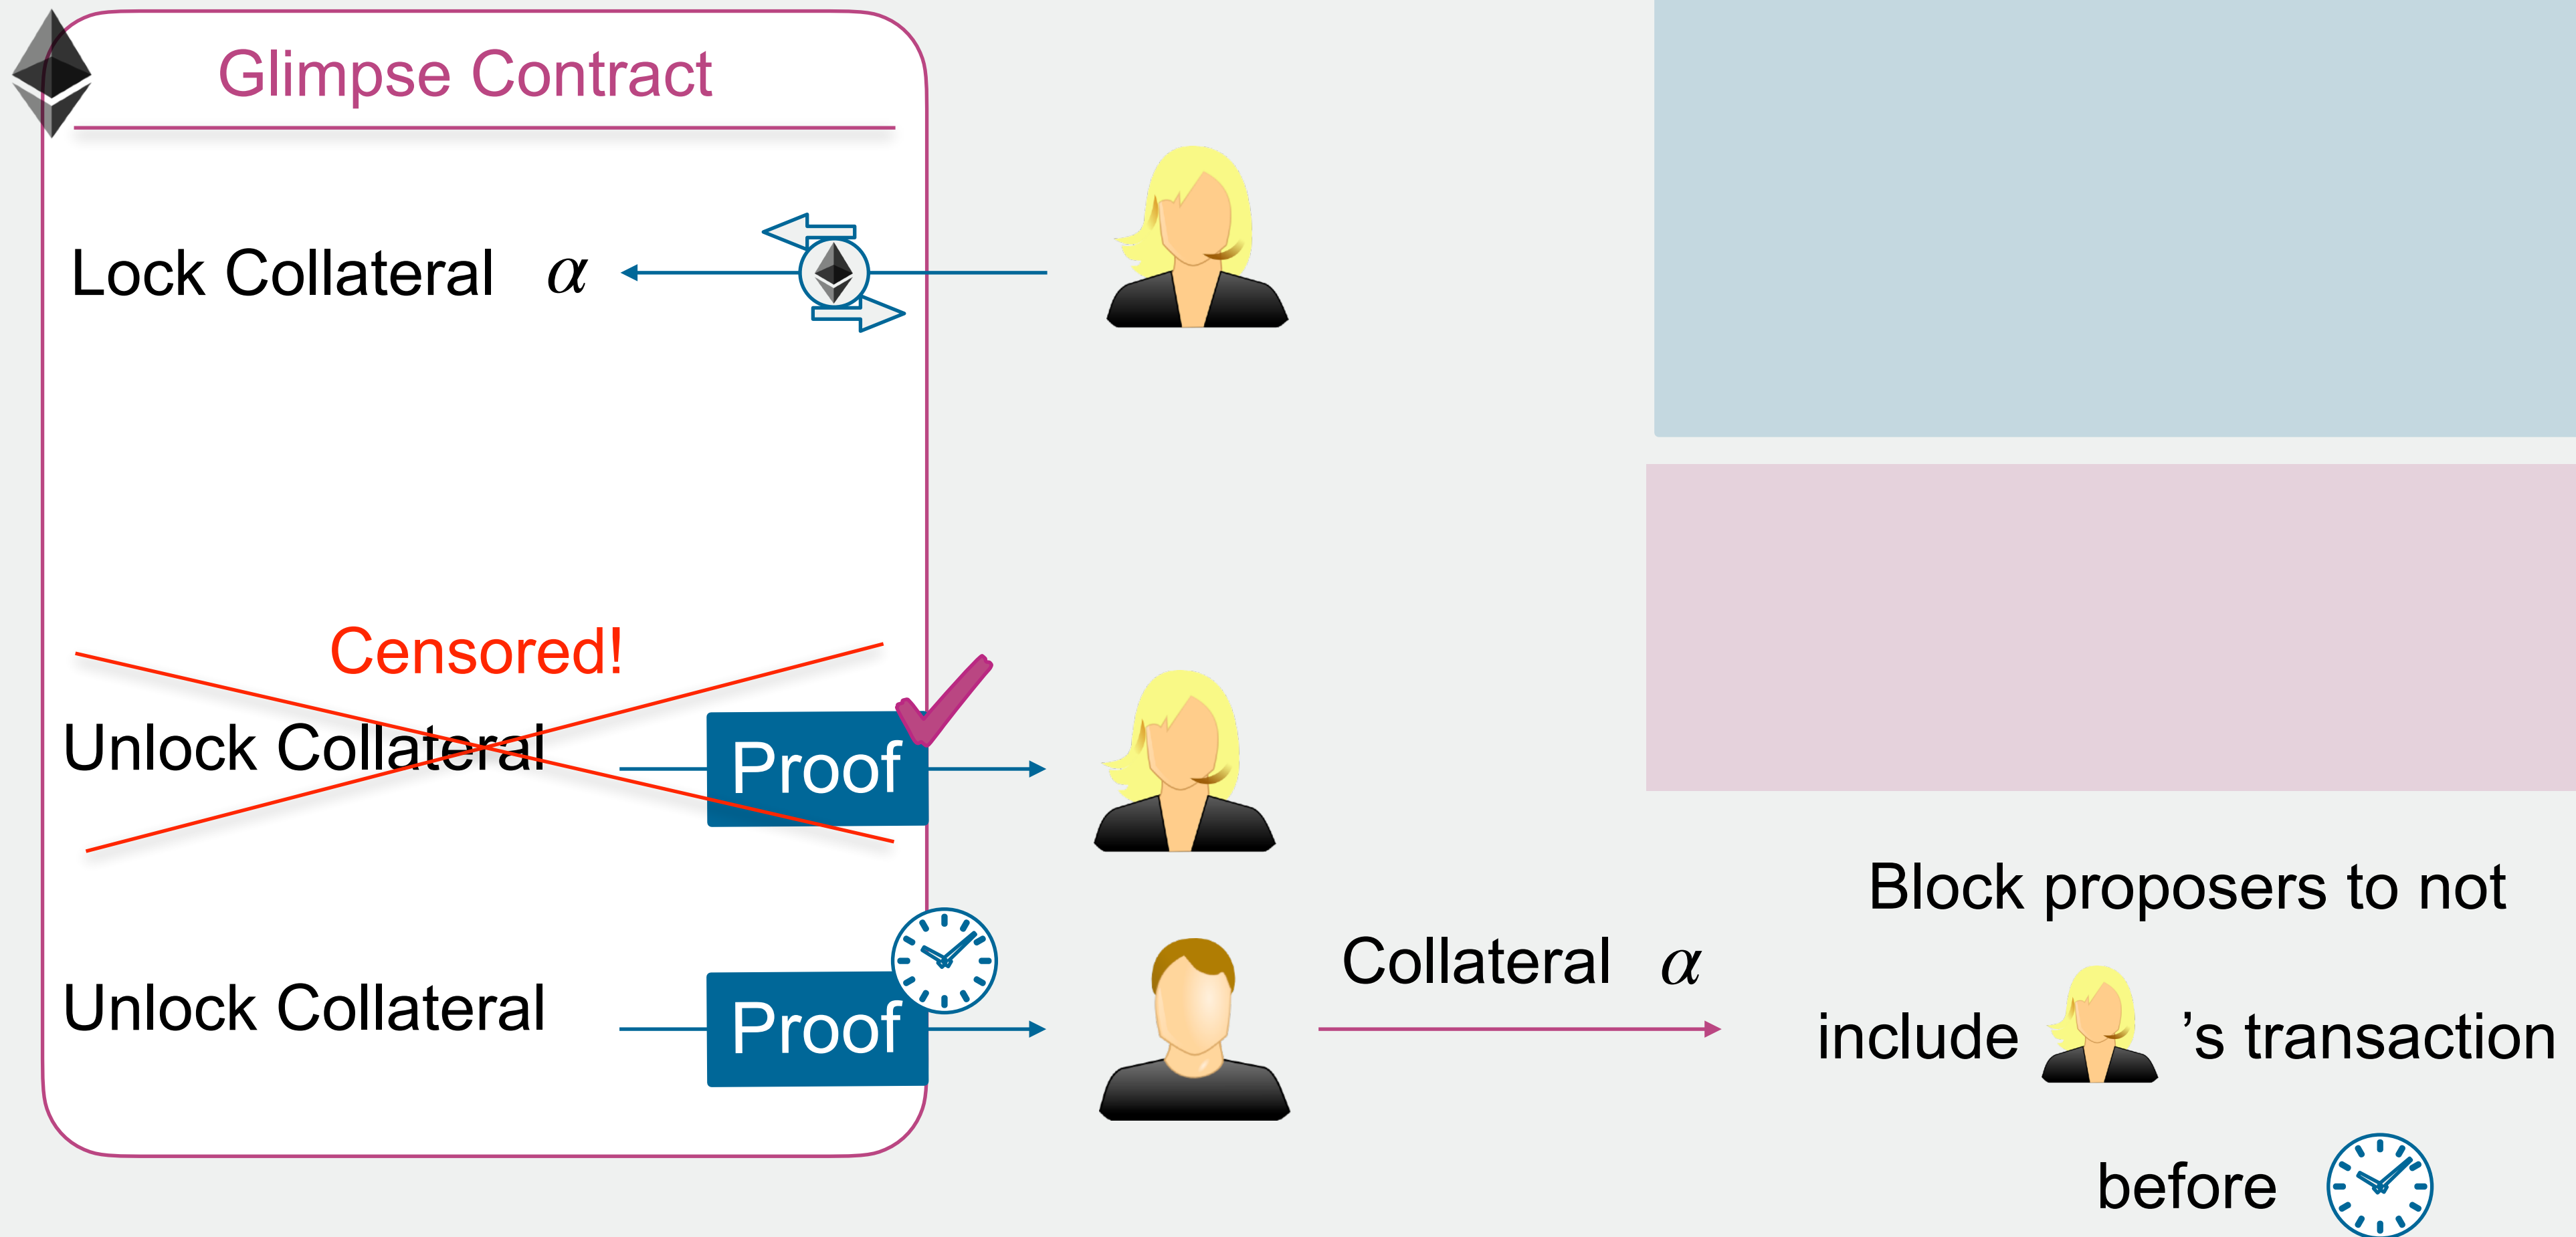 Glimpse Contract
Lock Collateral α
Censored!
Unlock Collateral
Proof
Unlock Collateral
Proof
Collateral α
Block proposers to not
include 's transaction
before